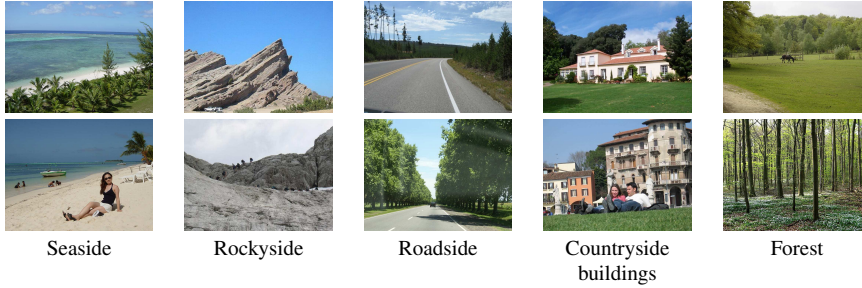 Seaside
Rockyside
Roadside
Countryside
buildings
Forest